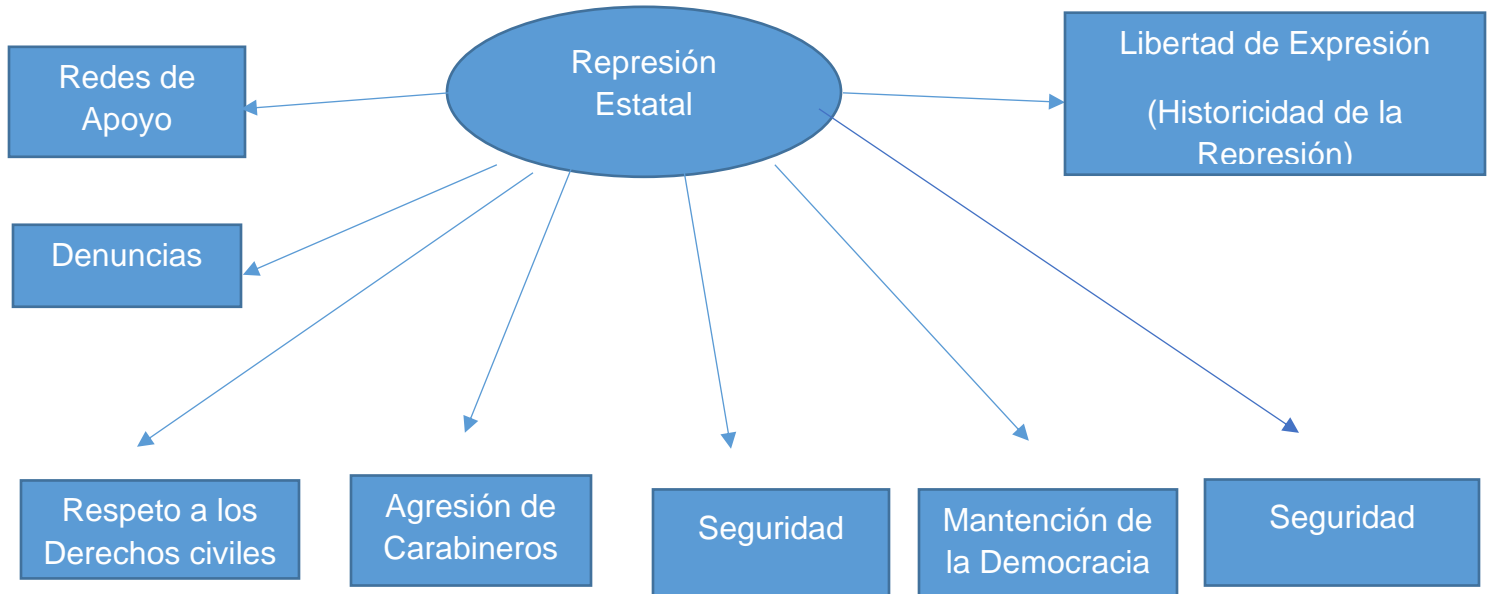 Represión
Estatal
Libertad de Expresión
(Historicidad de la
Represión)
Redes de
Apoyo
Denuncias
Respeto a los
Derechos civiles
Agresión de
Carabineros
Seguridad
Mantención de
la Democracia
Seguridad